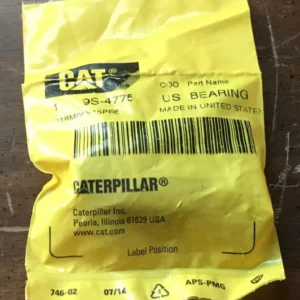 CAT®
COO Part Name
1 9S-4775 US BEARING
MADE IN UNITED STATES
CATERPILLAR®
Caterpillar Inc.
Peoria, Illinois 61629 USA
www.cat.com
Label Position
746-02 07/14 APS-PMG